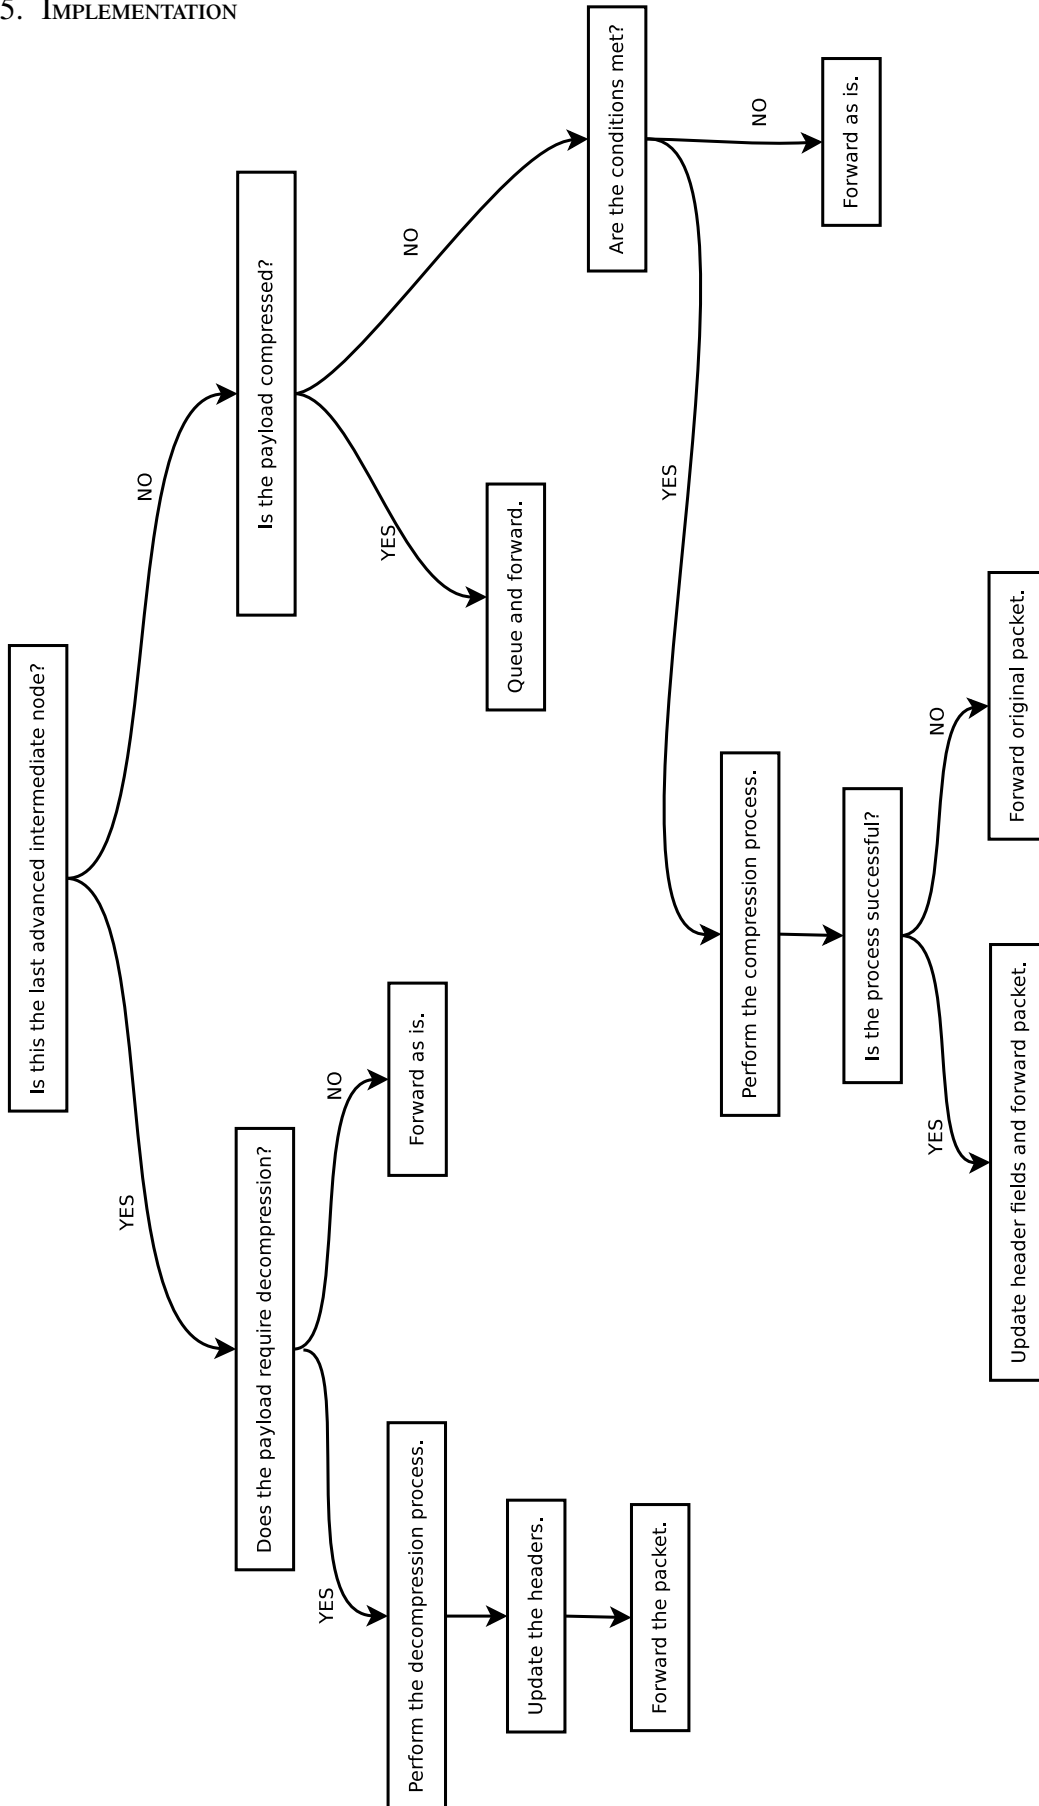 5. Implementation
Is this the last advanced intermediate node?
YES
NO
Does the payload require decompression?
Is the payload compressed?
YES
NO
YES
NO
Perform the decompression process.
Forward as is.
Queue and forward.
Are the conditions met?
Update the headers.
YES
NO
Forward the packet.
Perform the compression process.
Forward as is.
Is the process successful?
YES
NO
Update header fields and forward packet.
Forward original packet.